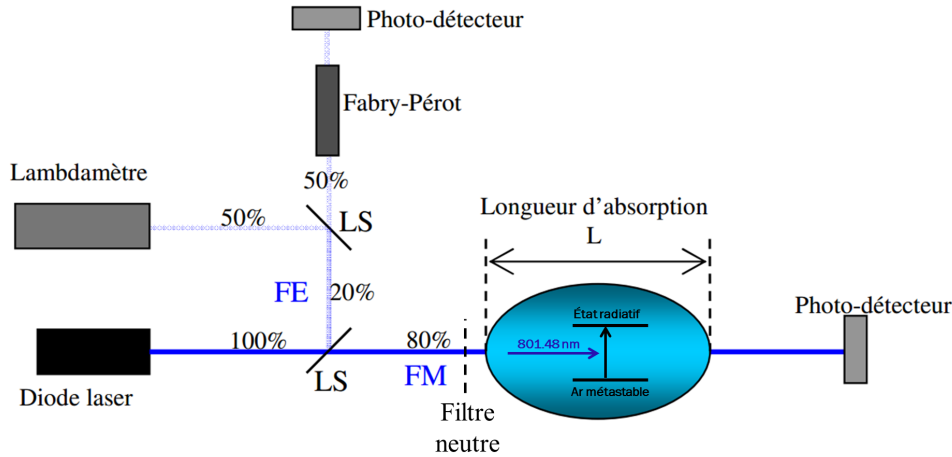 Photo-détecteur
Fabry-Pérot
Lambdamètre
50%
50%
LS
Longueur d'absorption
L
FE
20%
Photo-détecteur
État radiatif
100%
80%
801.48 nm
LS
FM
Diode laser
Ar métastable
Filtre
neutre